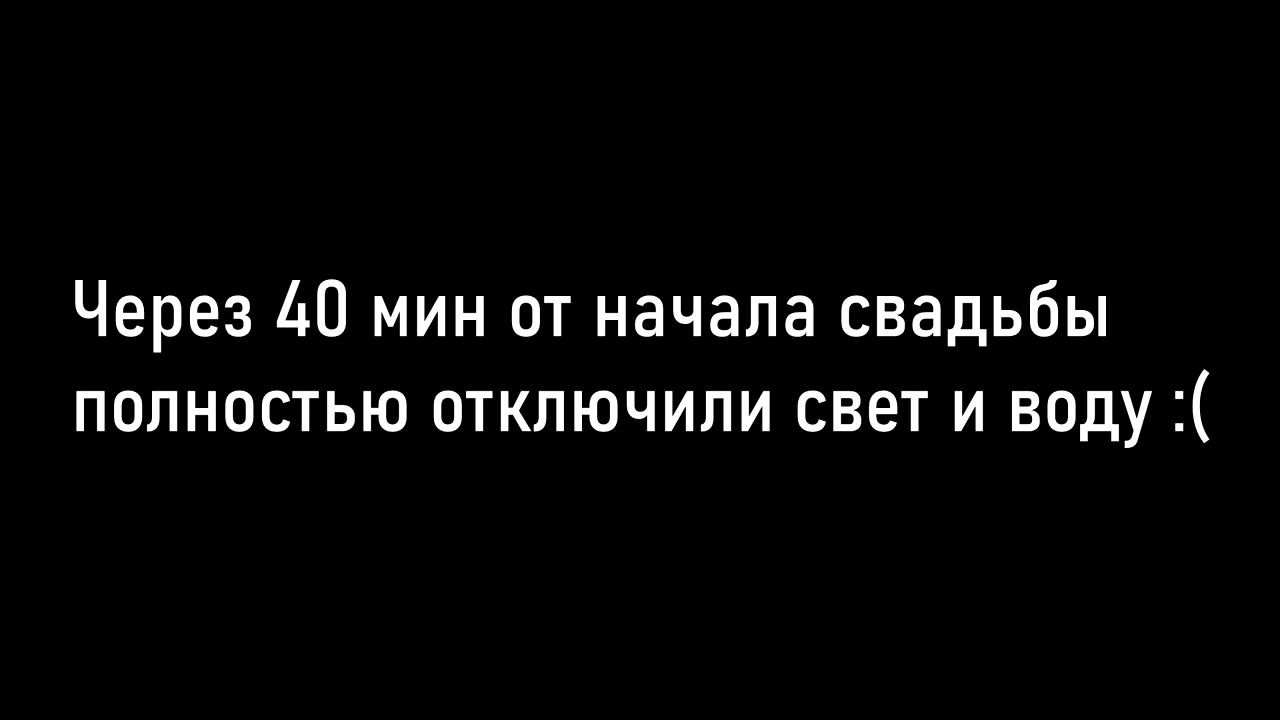 Через 40 мин от начала свадьбы
полностью отключили свет и воду :(